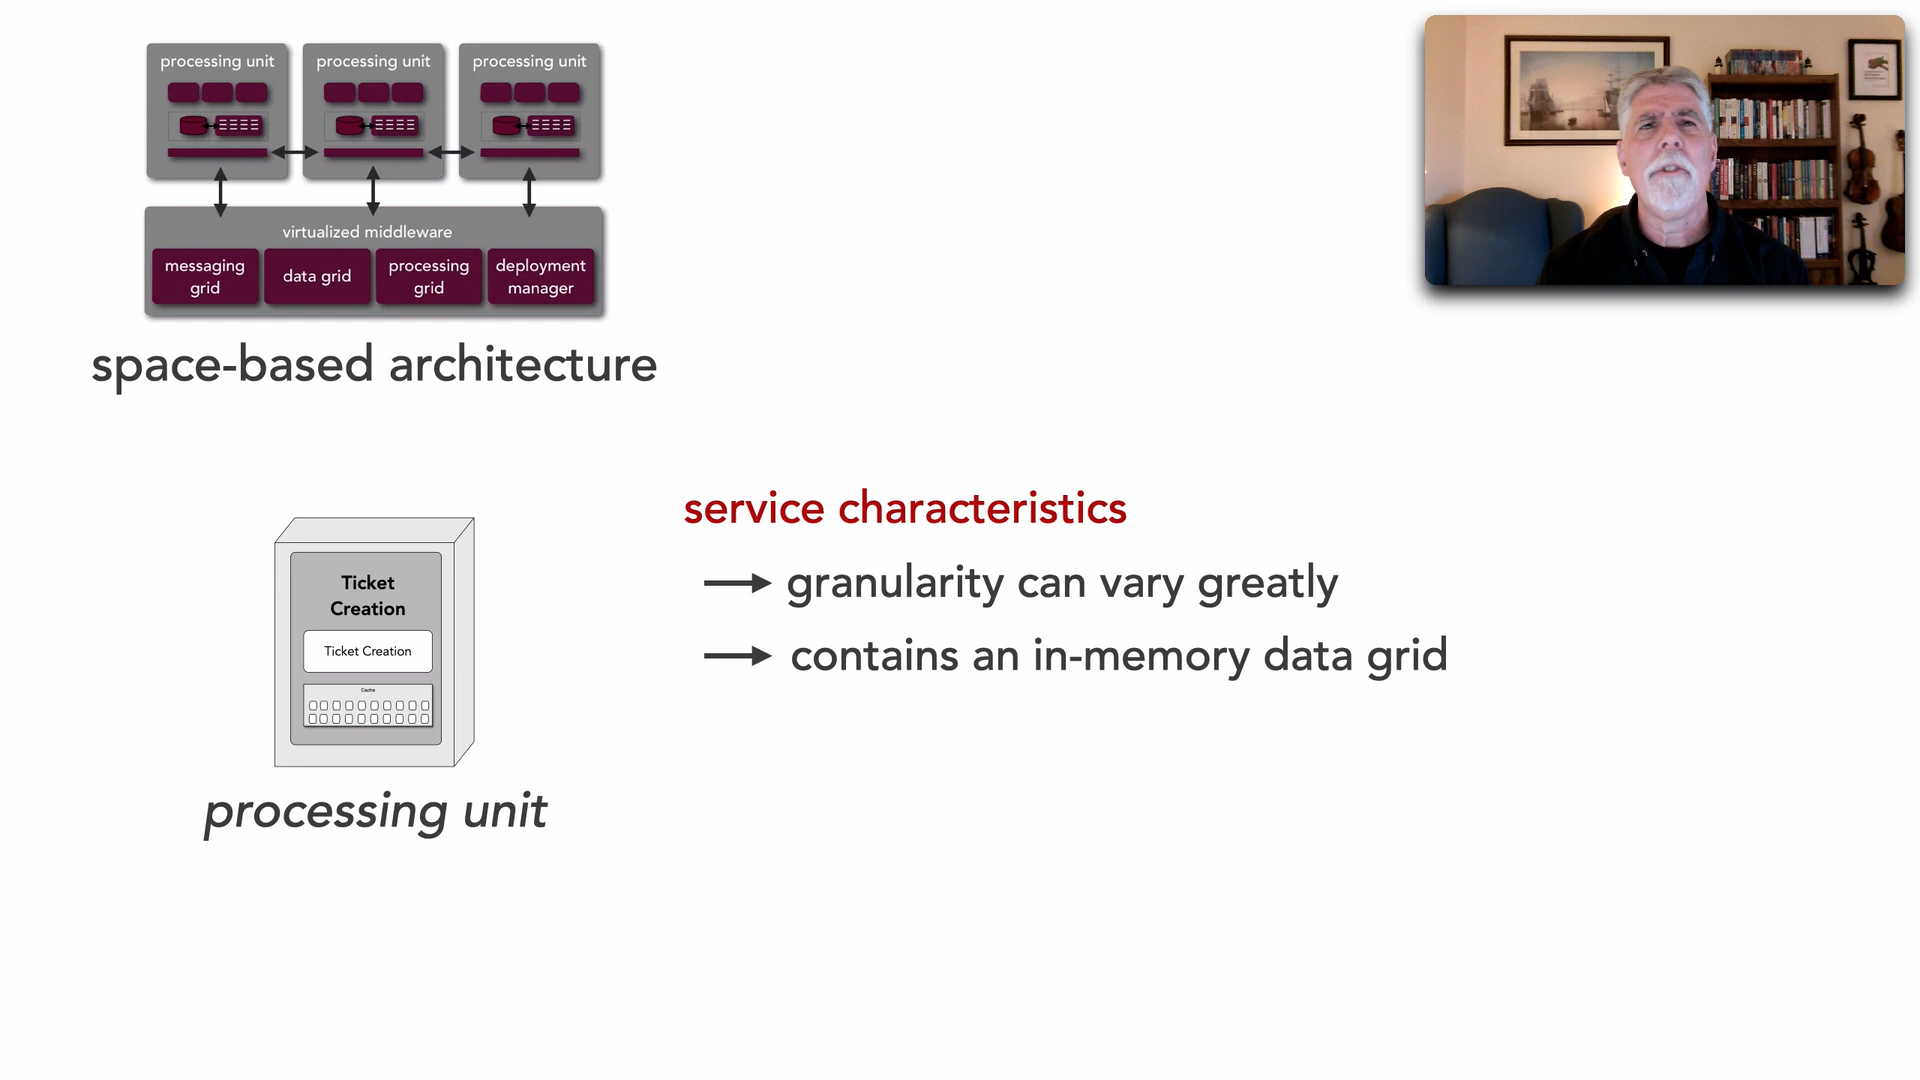 processing unit
processing unit
processing unit
virtualized middleware
messaging
grid
data grid
processing
grid
deployment
manager
space-based architecture
service characteristics
granularity can vary greatly
contains an in-memory data grid
Ticket
Creation
Ticket Creation
Cache
processing unit